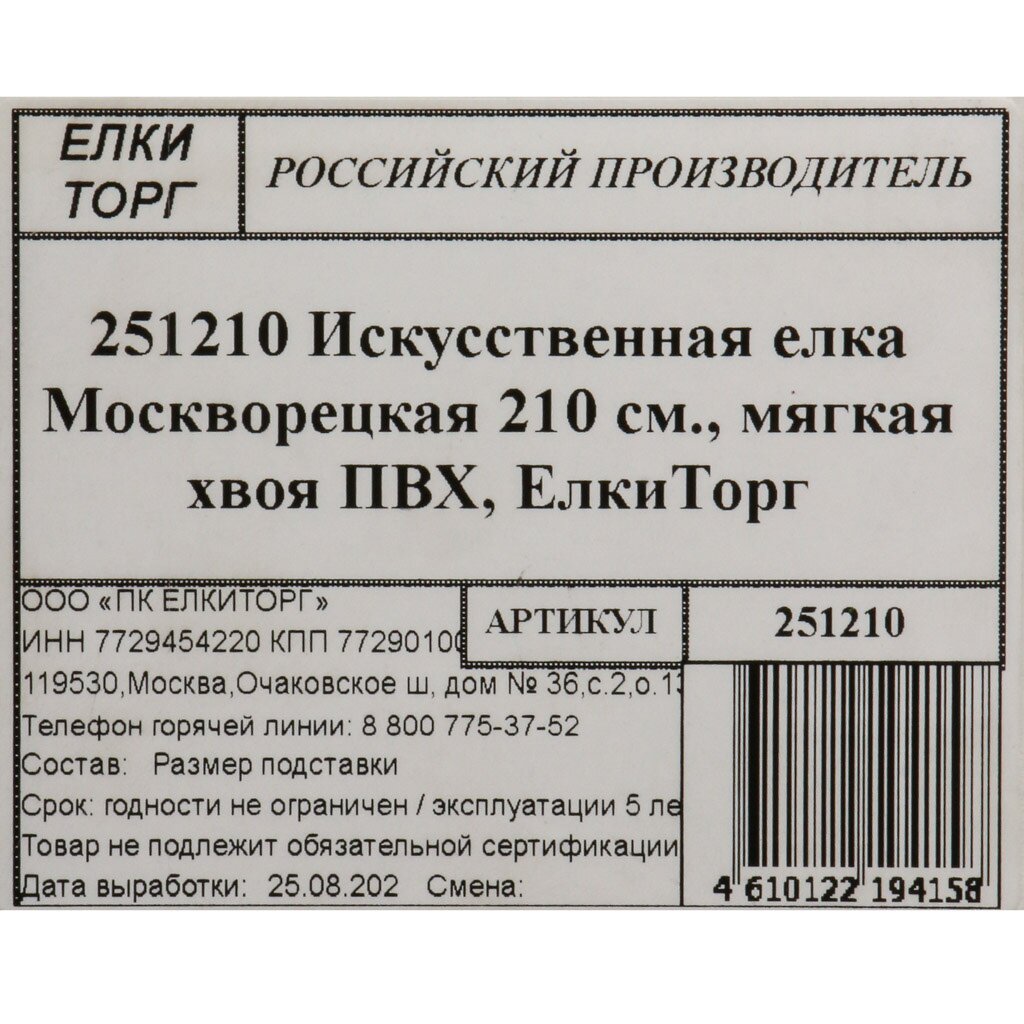 ЕЛКИ
ТОРГ
РОССИЙСКИЙ ПРОИЗВОДИТЕЛЬ
251210 Искусственная елка
Москворецкая 210 см., мягкая
хвоя ПВХ, ЕлкиТорг
ООО «ПК ЕЛКИТОРГ»
ИНН 7729454220 КПП 77290100
АРТИКУЛ
251210
119530,Москва,Очаковское ш, дом № 36,с.2,о.13
Телефон горячей линии: 8 800 775-37-52
Состав: Размер подставки
Срок: годности не ограничен / эксплуатации 5 ле
Товар не подлежит обязательной сертификации
Дата выработки: 25.08.202 Смена:
4 610122 194158